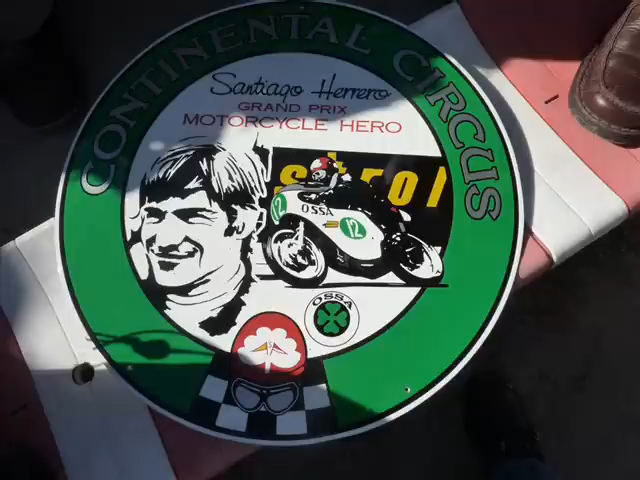 CONTINENTAL CIRCUS
Santiago Herrero
GRAND PRIX
MOTORCYCLE HERO
OSSA
12
12
OSSA